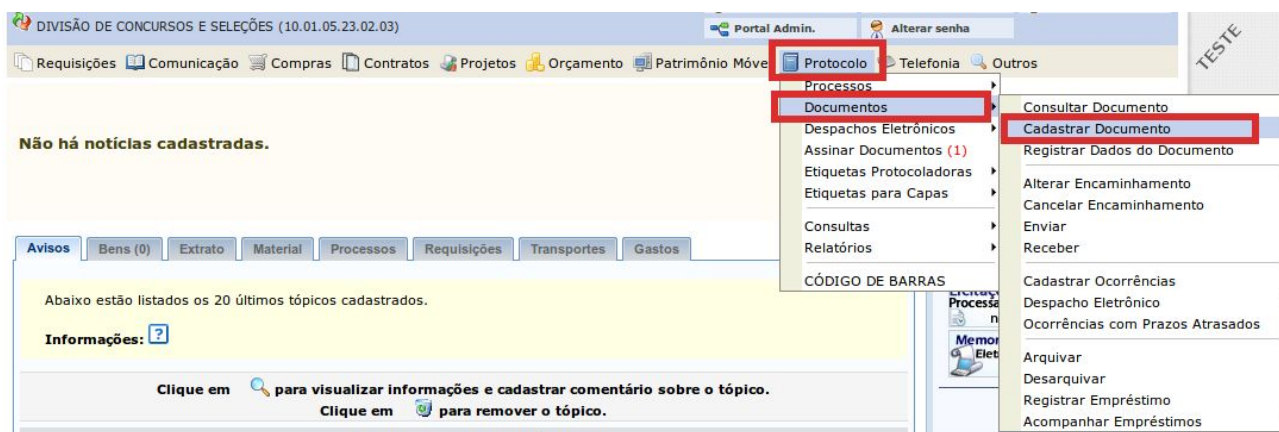 DIVISÃO DE CONCURSOS E SELEÇÕES (10.01.05.23.02.03)
Portal Admin. Alterar senha
TESTE
Requisições Comunicação Compras Contratos Projetos Orçamento Patrimônio Móve Protocolo Telefonia Outros
Processos
Documentos
Despachos Eletrônicos
Assinar Documentos (1)
Etiquetas Protocoladoras
Etiquetas para Capas
Consultas
Relatórios
CÓDIGO DE BARRAS
Consultar Documento
Cadastrar Documento
Registrar Dados do Documento
Alterar Encaminhamento
Cancelar Encaminhamento
Enviar
Receber
Cadastrar Ocorrências
Despacho Eletrônico
Ocorrências com Prazos Atrasados
Arquivar
Desarquivar
Registrar Empréstimo
Acompanhar Empréstimos
Não há notícias cadastradas.
Avisos Bens (0) Extrato Material Processos Requisições Transportes Gastos
Abaixo estão listados os 20 últimos tópicos cadastrados.
Informações: ?
Clique em para visualizar informações e cadastrar comentário sobre o tópico.
Clique em para remover o tópico.
Processa
n
Memor
Elet